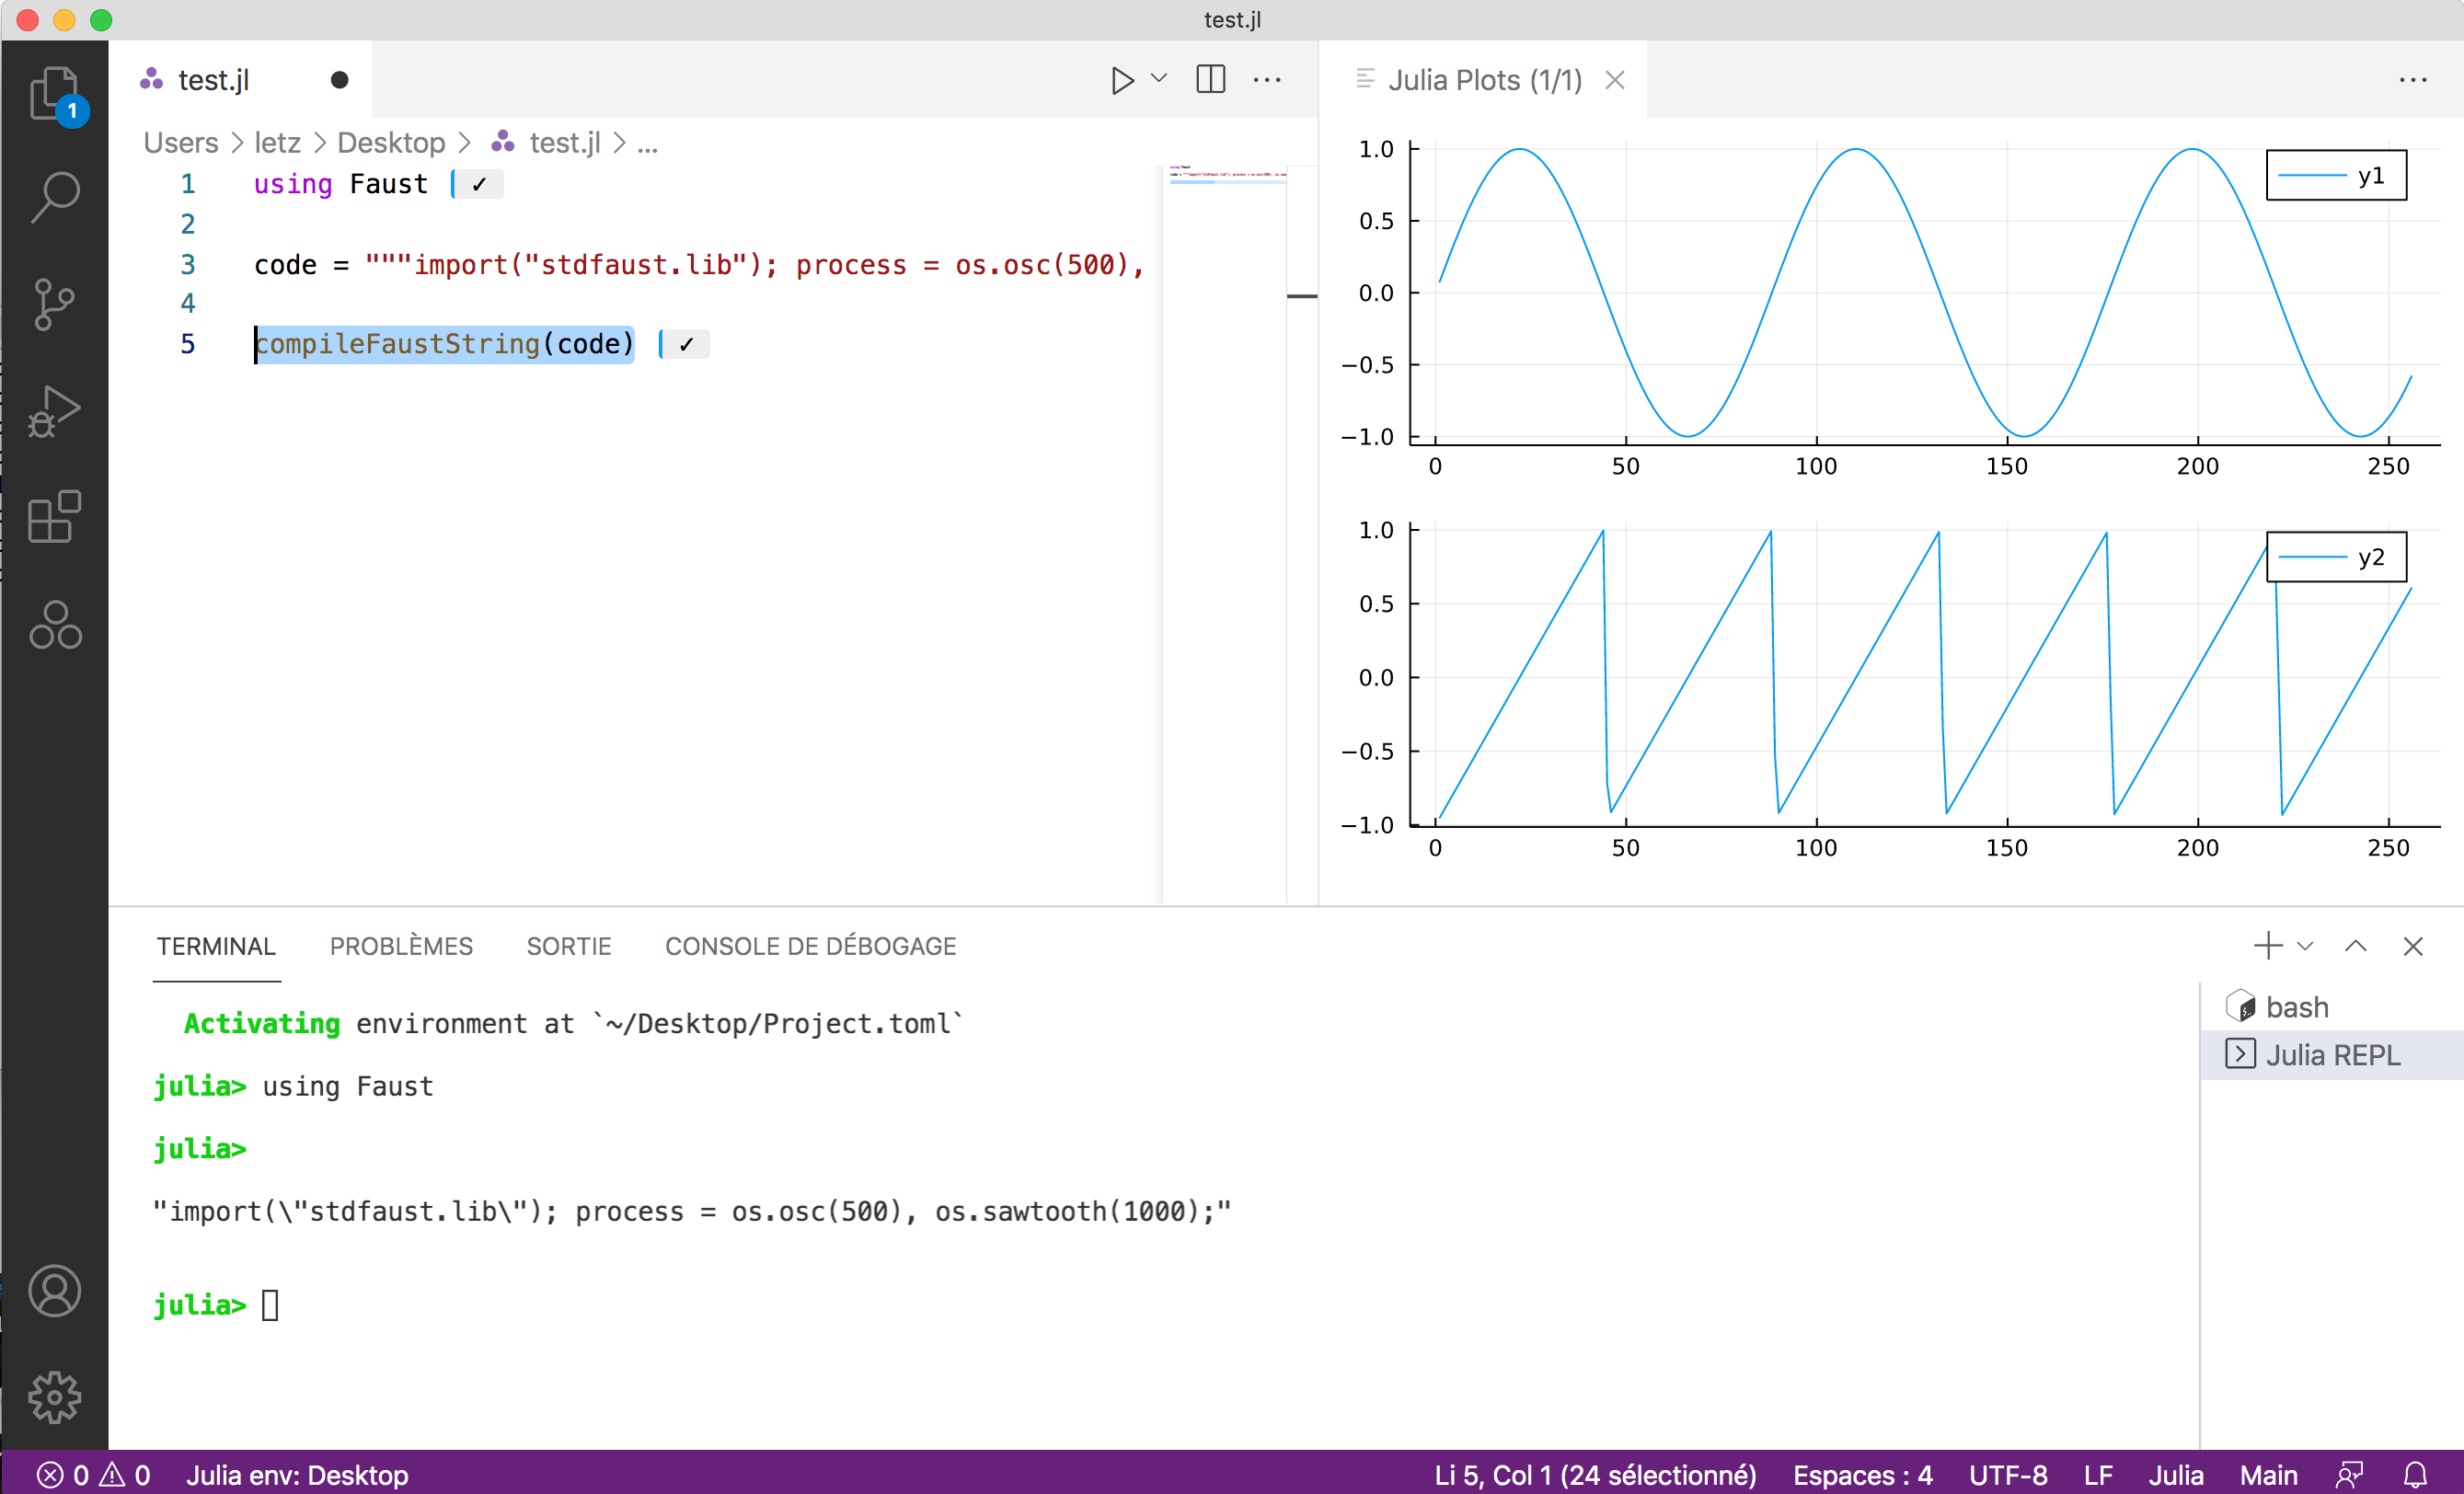 test.jl
1
test.jl
Users > letz > Desktop > test.jl > ...
1 using Faust ✓
2
3 code = """import("stdfaust.lib"); process = os.osc(500),
4
5 compileFaustString(code) ✓
Julia Plots (1/1)
1.0
0.5
0.0
−0.5
−1.0
0 50 100 150 200 250
y1
1.0
0.5
0.0
−0.5
−1.0
0 50 100 150 200 250
y2
TERMINAL PROBLÈMES SORTIE CONSOLE DE DÉBOGAGE
Activating environment at `~/Desktop/Project.toml`
julia> using Faust
julia>
"import(\"stdfaust.lib\"); process = os.osc(500), os.sawtooth(1000);"
julia>
bash
Julia REPL
0 0 Julia env: Desktop Li 5, Col 1 (24 sélectionné) Espaces : 4 UTF-8 LF Julia Main